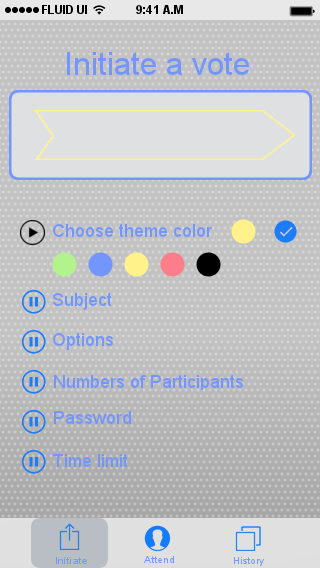 FLUID UI 9:41 A.M
Initiate a vote
Choose theme color
Subject
Options
Numbers of Participants
Password
Time limit
Initiate Attend History